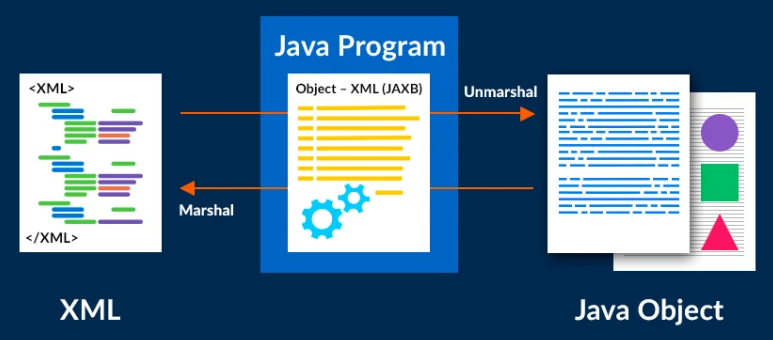 Java Program
<XML>
Object – XML (JAXB)
Unmarshal
Marshal
</XML>
XML
Java Object